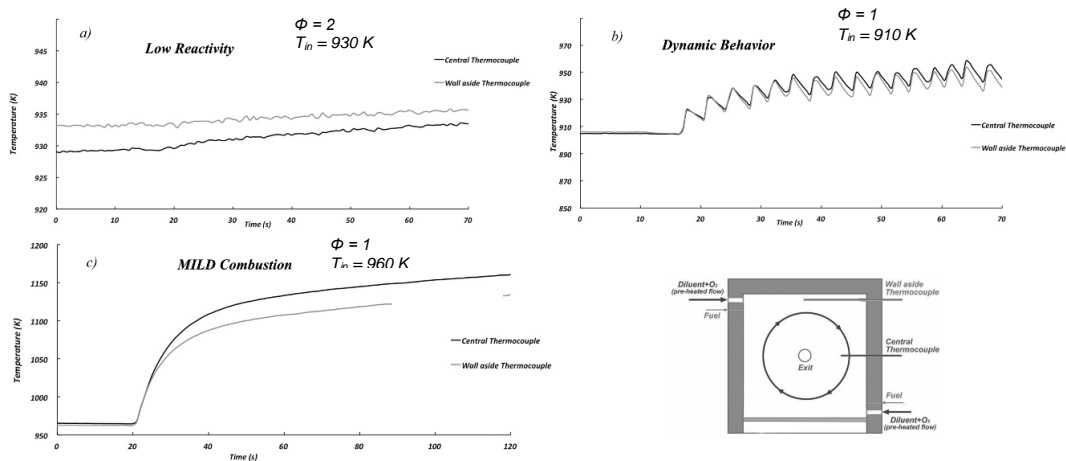 a)
Low Reactivity
Φ = 2
Tin = 930 K
Central Thermocouple
Wall aside Thermocouple
Temperature (K)
945
940
935
930
925
920
0 10 20 30 40 50 60 70
Time (s)
b)
Dynamic Behavior
Φ = 1
Tin = 910 K
Central Thermocouple
Wall aside Thermocouple
Temperature (K)
970
950
930
910
890
870
850
0 10 20 30 40 50 60 70
Time (s)
c)
MILD Combustion
Φ = 1
Tin = 960 K
Central Thermocouple
Wall aside Thermocouple
Temperature (K)
1200
1150
1100
1050
1000
950
0 20 40 60 80 100 120
Time (s)
Diluent+O₂
(pre-heated flow)
Fuel
Wall aside
Thermocouple
Central
Thermocouple
Exit
Fuel
Diluent+O₂
(pre-heated flow)